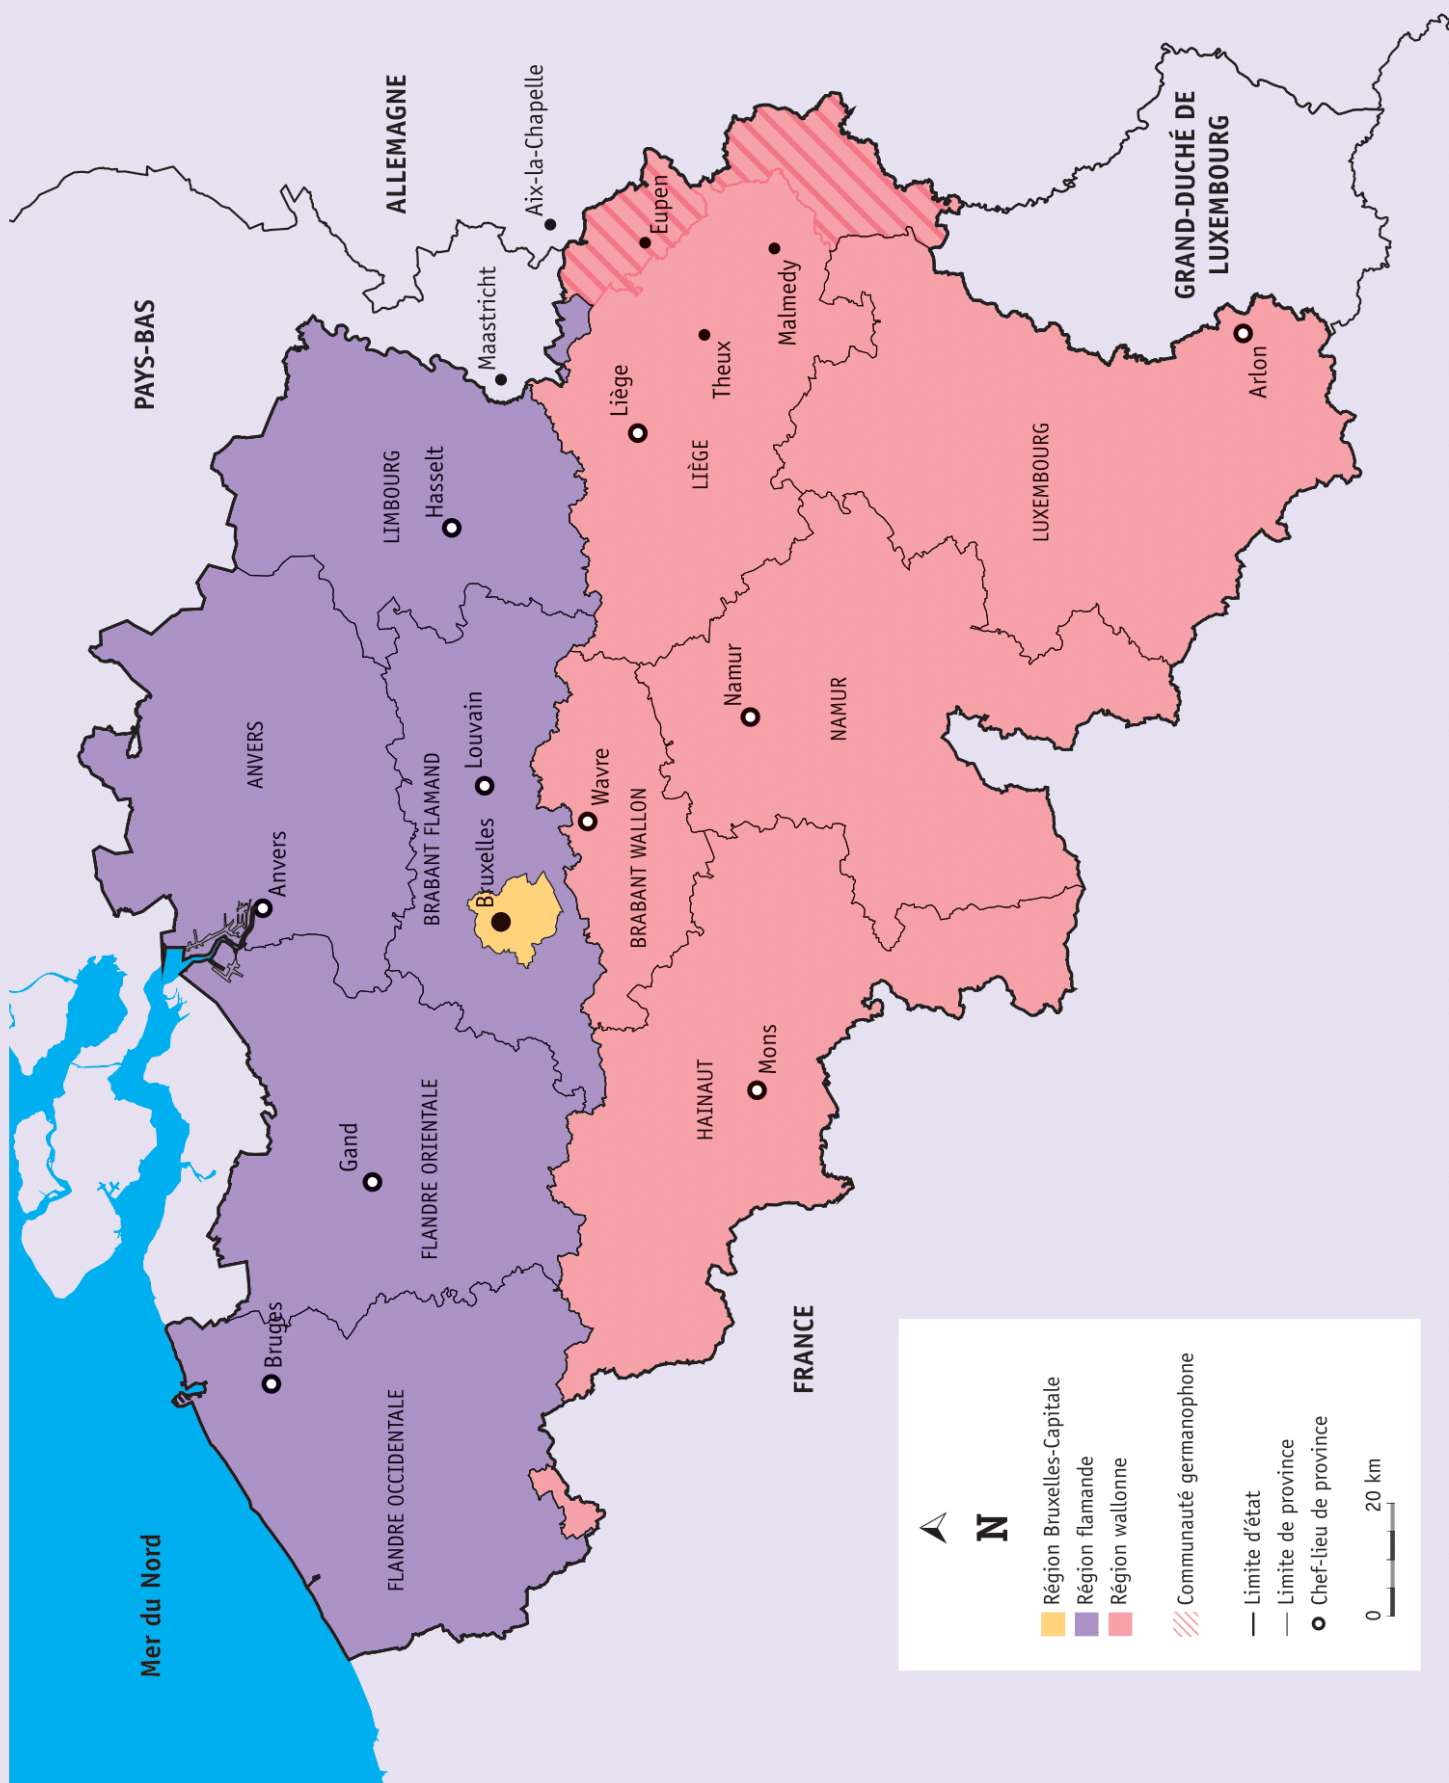 Mer du Nord
PAYS-BAS
ALLEMAGNE
Aix-la-Chapelle
Maastricht
Bruges
FLANDRE OCCIDENTALE
Gand
FLANDRE ORIENTALE
Anvers
ANVERS
LIMBOURG
Hasselt
BRABANT FLAMAND
Louvain
Bruxelles
Wavre
BRABANT WALLON
Liège
LIÈGE
Eupen
Theux
Malmedy
Mons
HAINAUT
Namur
NAMUR
LUXEMBOURG
Arlon
GRAND-DUCHÉ DE
LUXEMBOURG
FRANCE
N
Région Bruxelles-Capitale
Région flamande
Région wallonne
Communauté germanophone
Limite d'état
Limite de province
Chef-lieu de province
0 20 km